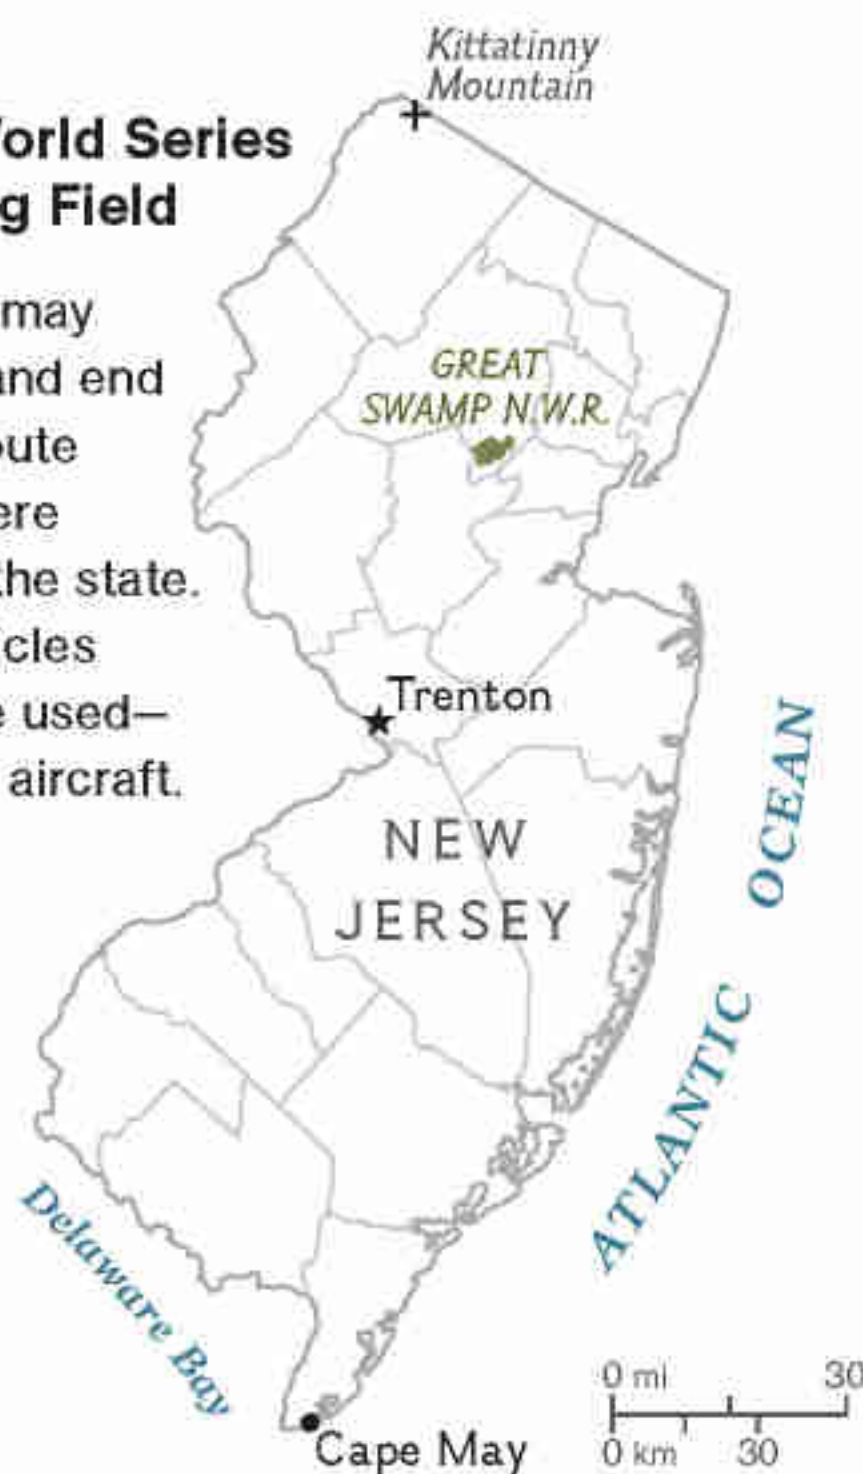 Kittatinny
Mountain
World Series
g Field
may
and end
oute
ere
the state.
cles
e used—
aircraft.
GREAT
SWAMP N.W.R.
Trenton
NEW
JERSEY
ATLANTIC OCEAN
Delaware Bay
Cape May
0 mi 30
0 km 30